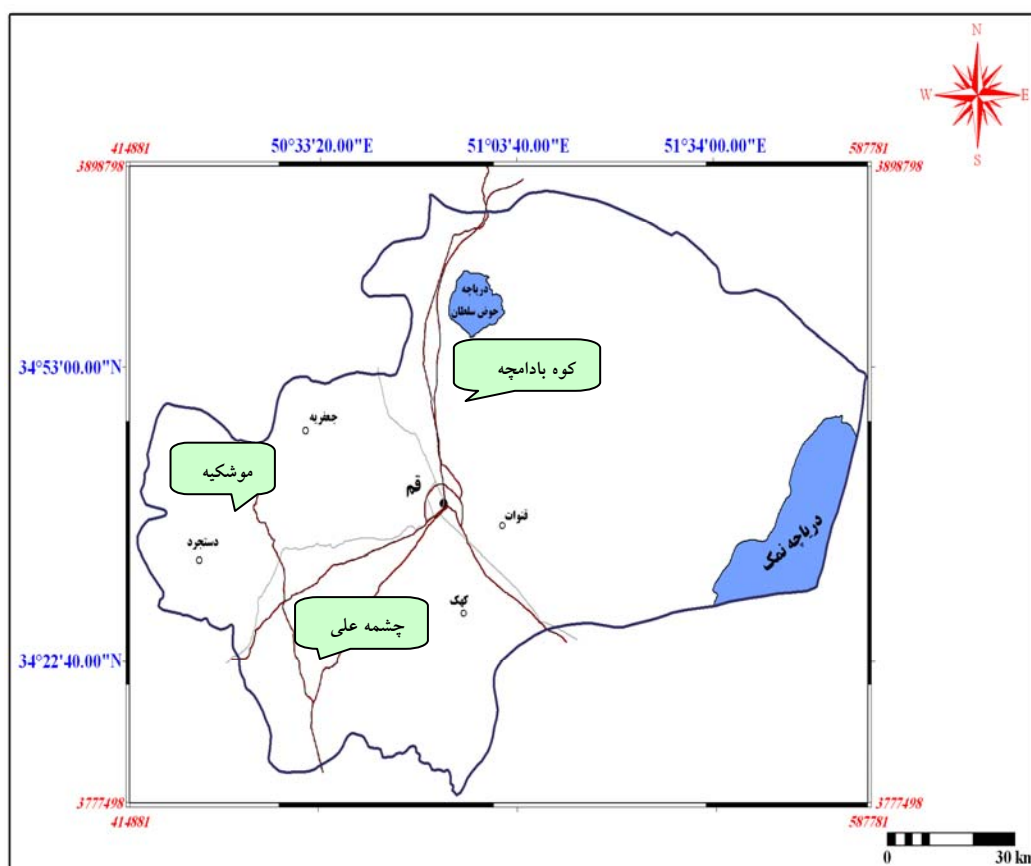 N
W E
S
414881 50°33'20.00"E 51°03'40.00"E 51°34'00.00"E 587781
3898798 3898798
دریاچه
حوض سلطان
34°53'00.00"N
کوه بادامچه
جعفریه
موشکیه
قم
قنوات
دریاچه نمک
دستجرد
کهک
چشمه علی
34°22'40.00"N
3777498 3777498
414881 587781
0 30 km